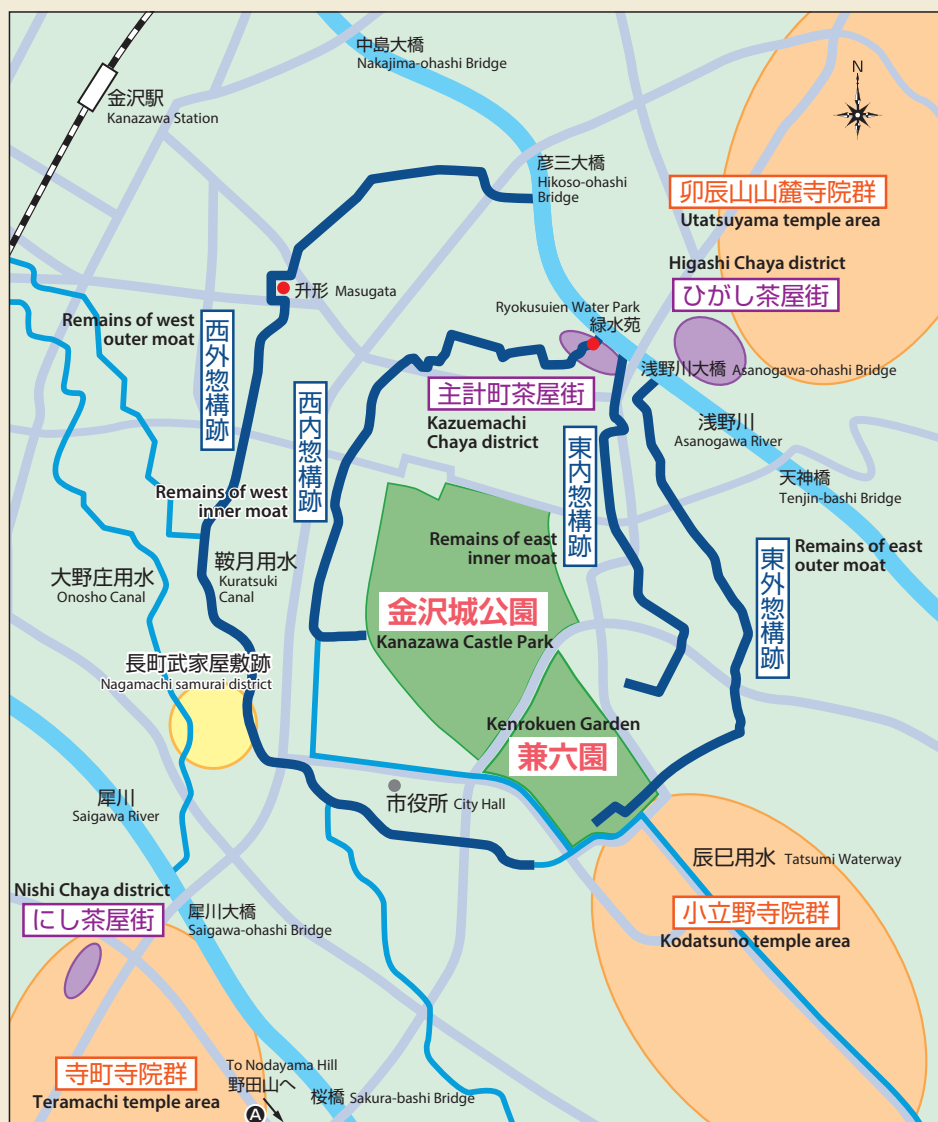 中島大橋
Nakajima-ohashi Bridge
金沢駅
Kanazawa Station
N
彦三大橋
Hikoso-ohashi
Bridge
卯辰山山麓寺院群
Utatsuyama temple area
Higashi Chaya district
ひがし茶屋街
升形 Masugata
Ryokusuien Water Park
緑水苑
Remains of west
outer moat
西外惣構跡
西内惣構跡
主計町茶屋街
Kazuemachi
Chaya district
浅野川大橋 Asanogawa-ohashi Bridge
浅野川
Asanogawa River
天神橋
Tenjin-bashi Bridge
東内惣構跡
Remains of west
inner moat
Remains of east
inner moat
東外惣構跡
Remains of east
outer moat
大野庄用水
Onosho Canal
鞍月用水
Kuratsuki
Canal
金沢城公園
Kanazawa Castle Park
長町武家屋敷跡
Nagamachi samurai district
Kenrokuen Garden
兼六園
犀川
Saigawa River
市役所 City Hall
辰巳用水 Tatsumi Waterway
Nishi Chaya district
にし茶屋街
犀川大橋
Saigawa-ohashi Bridge
小立野寺院群
Kodatsuno temple area
寺町寺院群
Teramachi temple area
To Nodayama Hill
野田山へ
A
桜橋 Sakura-bashi Bridge